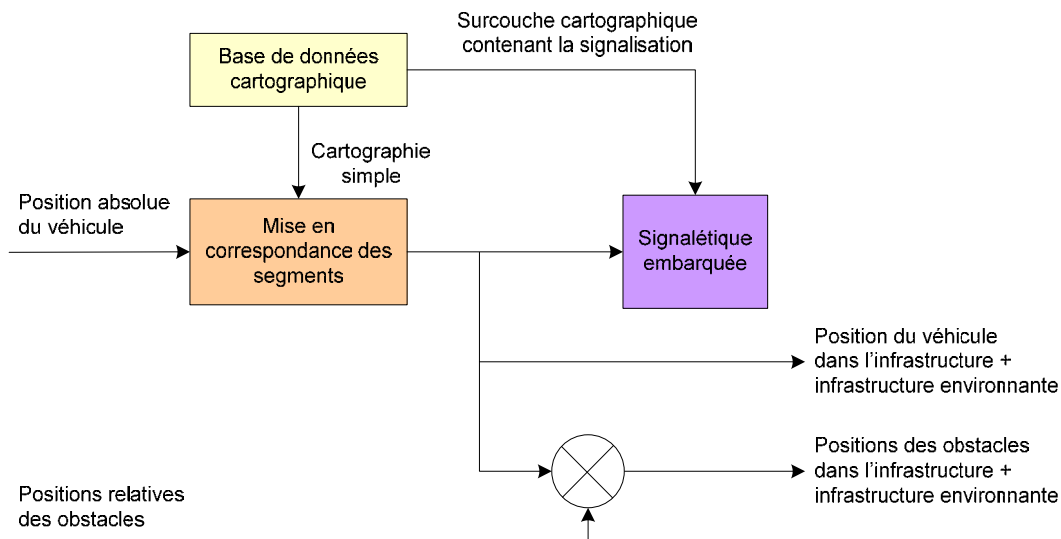 Surcouche cartographique
contenant la signalisation
Base de données
cartographique
Cartographie
simple
Position absolue
du véhicule
Mise en
correspondance des
segments
Signalétique
embarquée
Position du véhicule
dans l'infrastructure +
infrastructure environnante
Positions des obstacles
dans l'infrastructure +
infrastructure environnante
Positions relatives
des obstacles